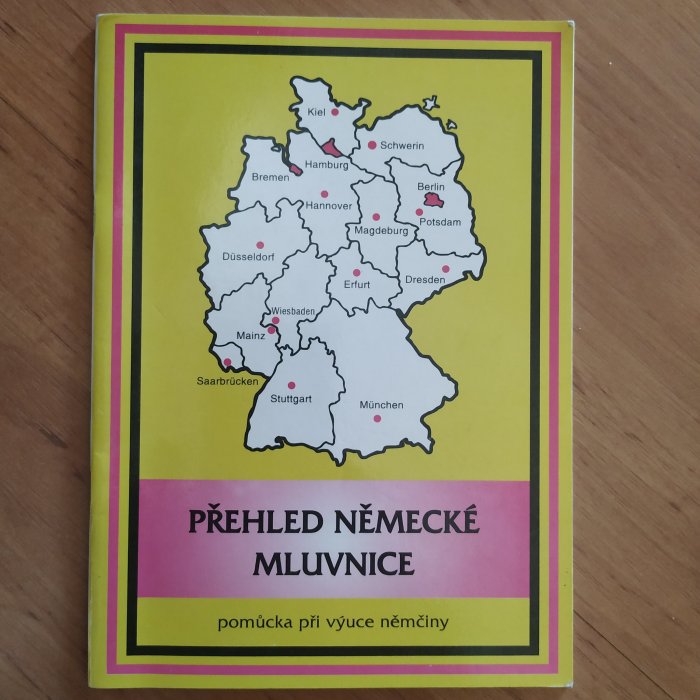 Kiel
Schwerin
Hamburg
Bremen
Berlin
Hannover
Potsdam
Magdeburg
Düsseldorf
Dresden
Erfurt
Wiesbaden
Mainz
Saarbrücken
Stuttgart
München
PŘEHLED NĚMECKÉ
MLUVNICE
pomůcka při výuce němčiny